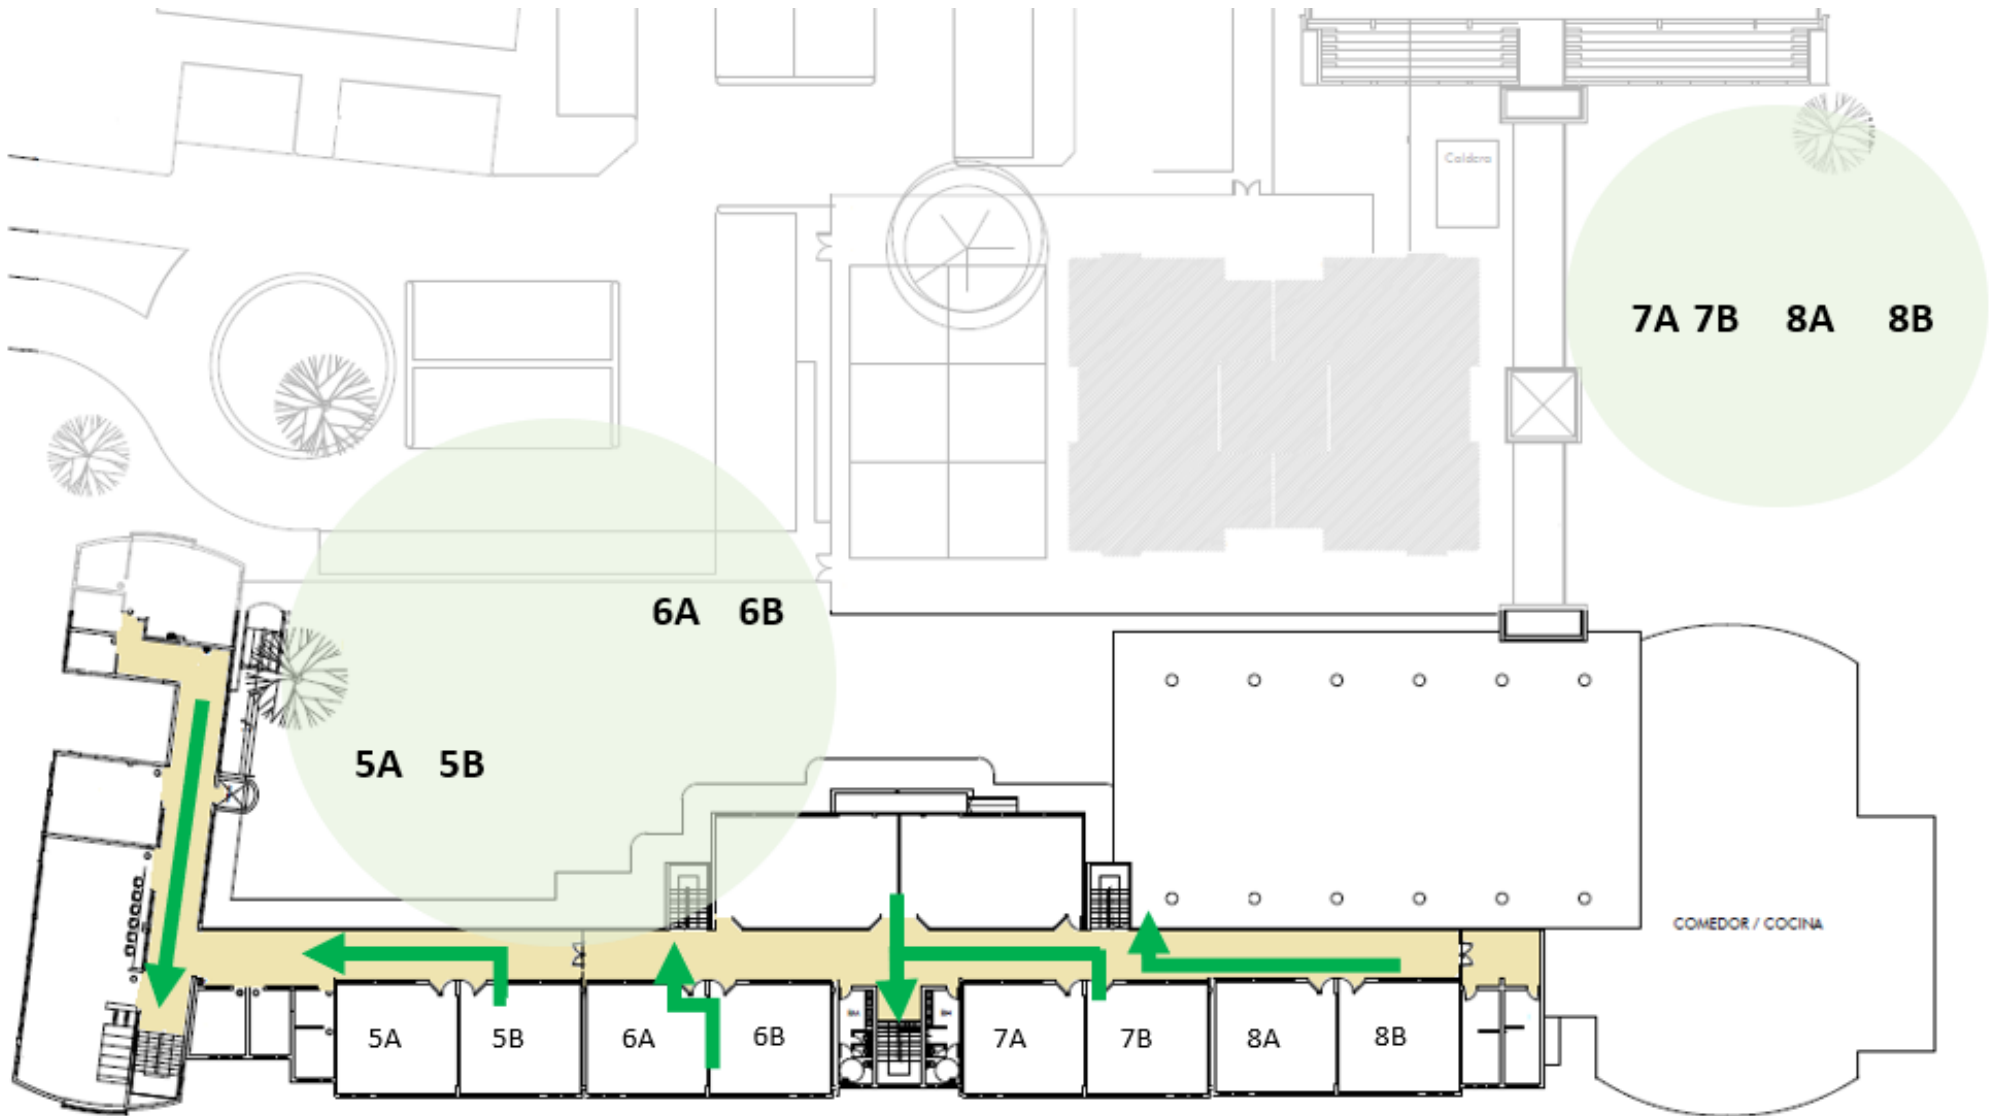 Caldera
7A 7B 8A 8B
6A 6B
5A 5B
COMEDOR / COCINA
5A 5B 6A 6B 7A 7B 8A 8B